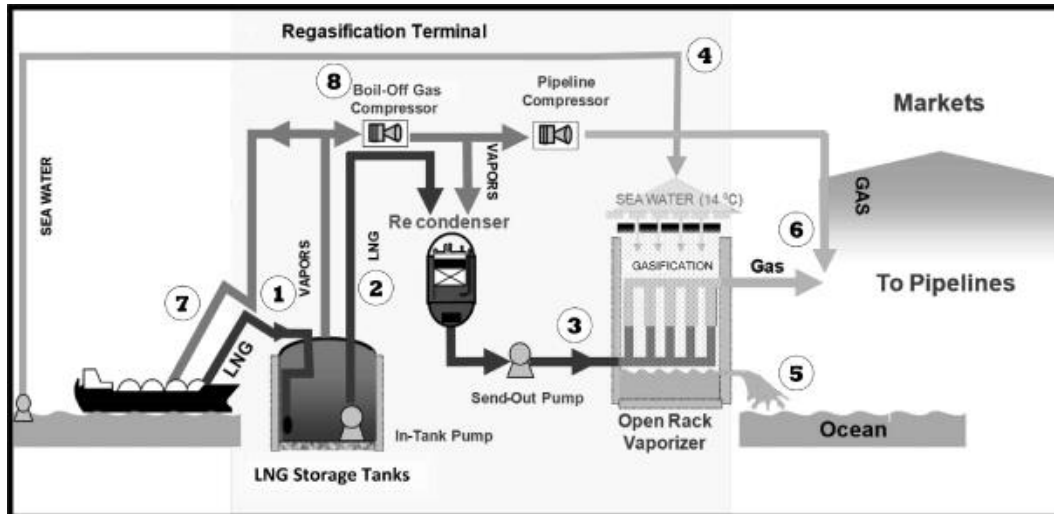 Regasification Terminal
4
8
Boil-Off Gas
Compressor
Pipeline
Compressor
Markets
SEA WATER
VAPORS
LNG
VAPORS
Re condenser
SEA WATER (14 ⁰C)
GASIFICATION
GAS
6
Gas
To Pipelines
7
1
2
LNG
3
Send-Out Pump
5
In-Tank Pump
Open Rack
Vaporizer
Ocean
LNG Storage Tanks